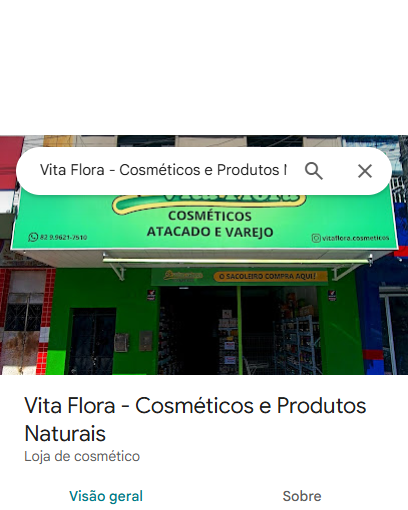 Vita Flora - Cosméticos e Produtos N
COSMÉTICOS
ATACADO E VAREJO
82 9.9621-7510
vitaflora.cosmeticos
O SACOLEIRO COMPRA AQUI!
Vita Flora - Cosméticos e Produtos
Naturais
Loja de cosmético
Visão geral
Sobre